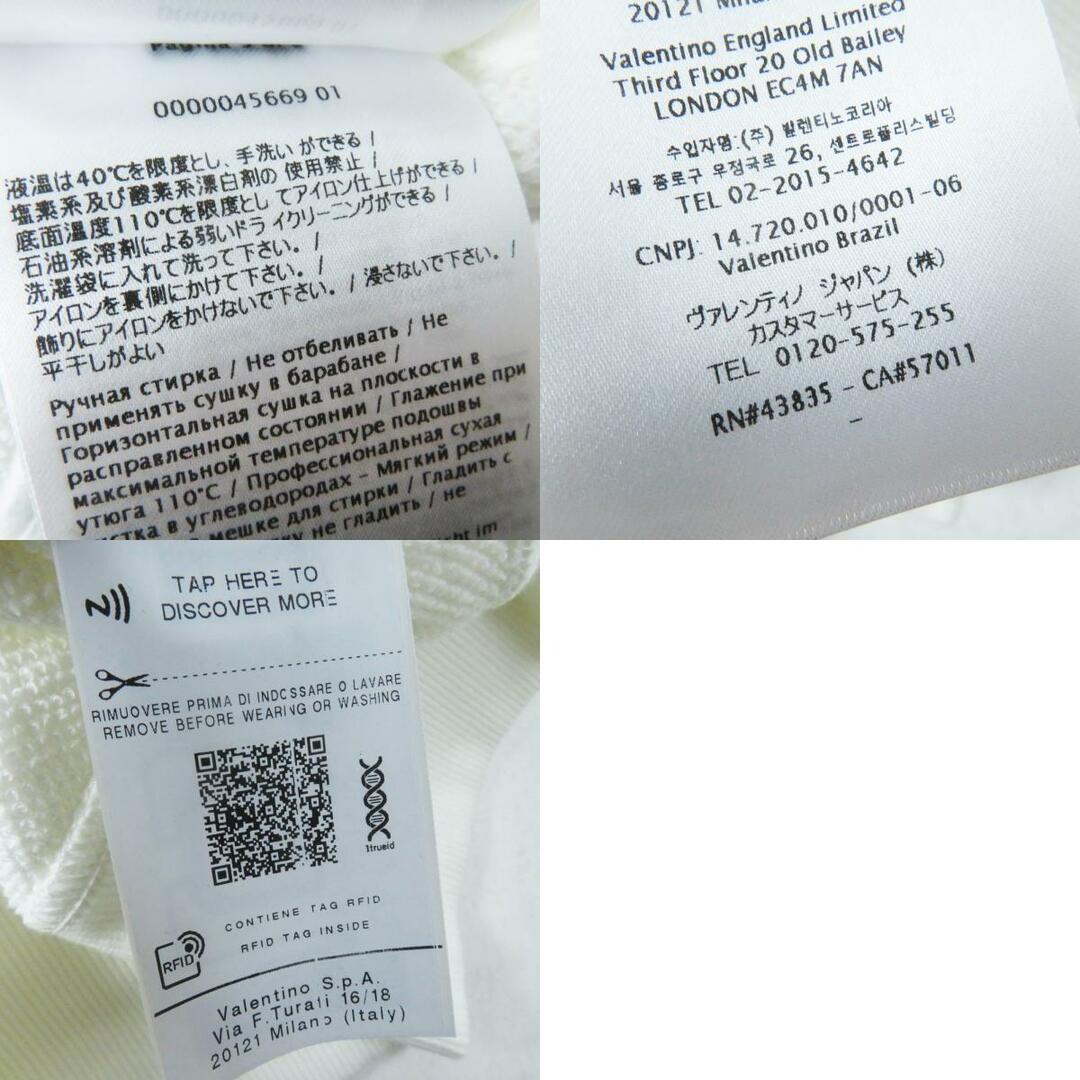 0000045669 01
液温は40℃を限度とし、手洗い ができる /
塩素系及び酸素系漂白剤の 使用禁止 /
底面温度110℃を限度とし てアイロン仕上げができる /
石油系溶剤による弱いドラ イクリーニングができる /
洗濯袋に入れて洗って下さい。 /
アイロンを裏側にかけて下さい。 /
飾りにアイロンをかけないで下さい。 / 浸さないで下さい。 /
平干しがよい
Ручная стирка / Не отбеливать / Не
применять сушку в барабане /
Горизонтальная сушка на плоскости в
расправленном состоянии / Глажение при
максимальной температуре подошвы
утюга 110°C / Профессиональная сухая
в углеводородах - Мягкий режим /
мешке для стирки / Гладить с
не гладить / не
20121
Valentino England Limited
Third Floor 20 Old Bailey
LONDON EC4M 7AN
수입자명:(주) 발렌티노코리아
서울 종로구 우정국로 26, 센트로폴리스빌딩
TEL 02-2015-4642
CNPJ: 14.720.010/0001-06
Valentino Brazil
ヴァレンティノ ジャパン (株)
カスタマーサービス
TEL 0120-575-255
RN#43835 - CA#57011
-
TAP HERE TO
DISCOVER MORE
RIMUOVERE PRIMA DI INDOSSARE O LAVARE
REMOVE BEFORE WEARING OR WASHING
1trueid
CONTIENE TAG RFID
RFID TAG INSIDE
RFID
Valentino S.p.A.
Via F.Turati 16/18
20121 Milano (Italy)